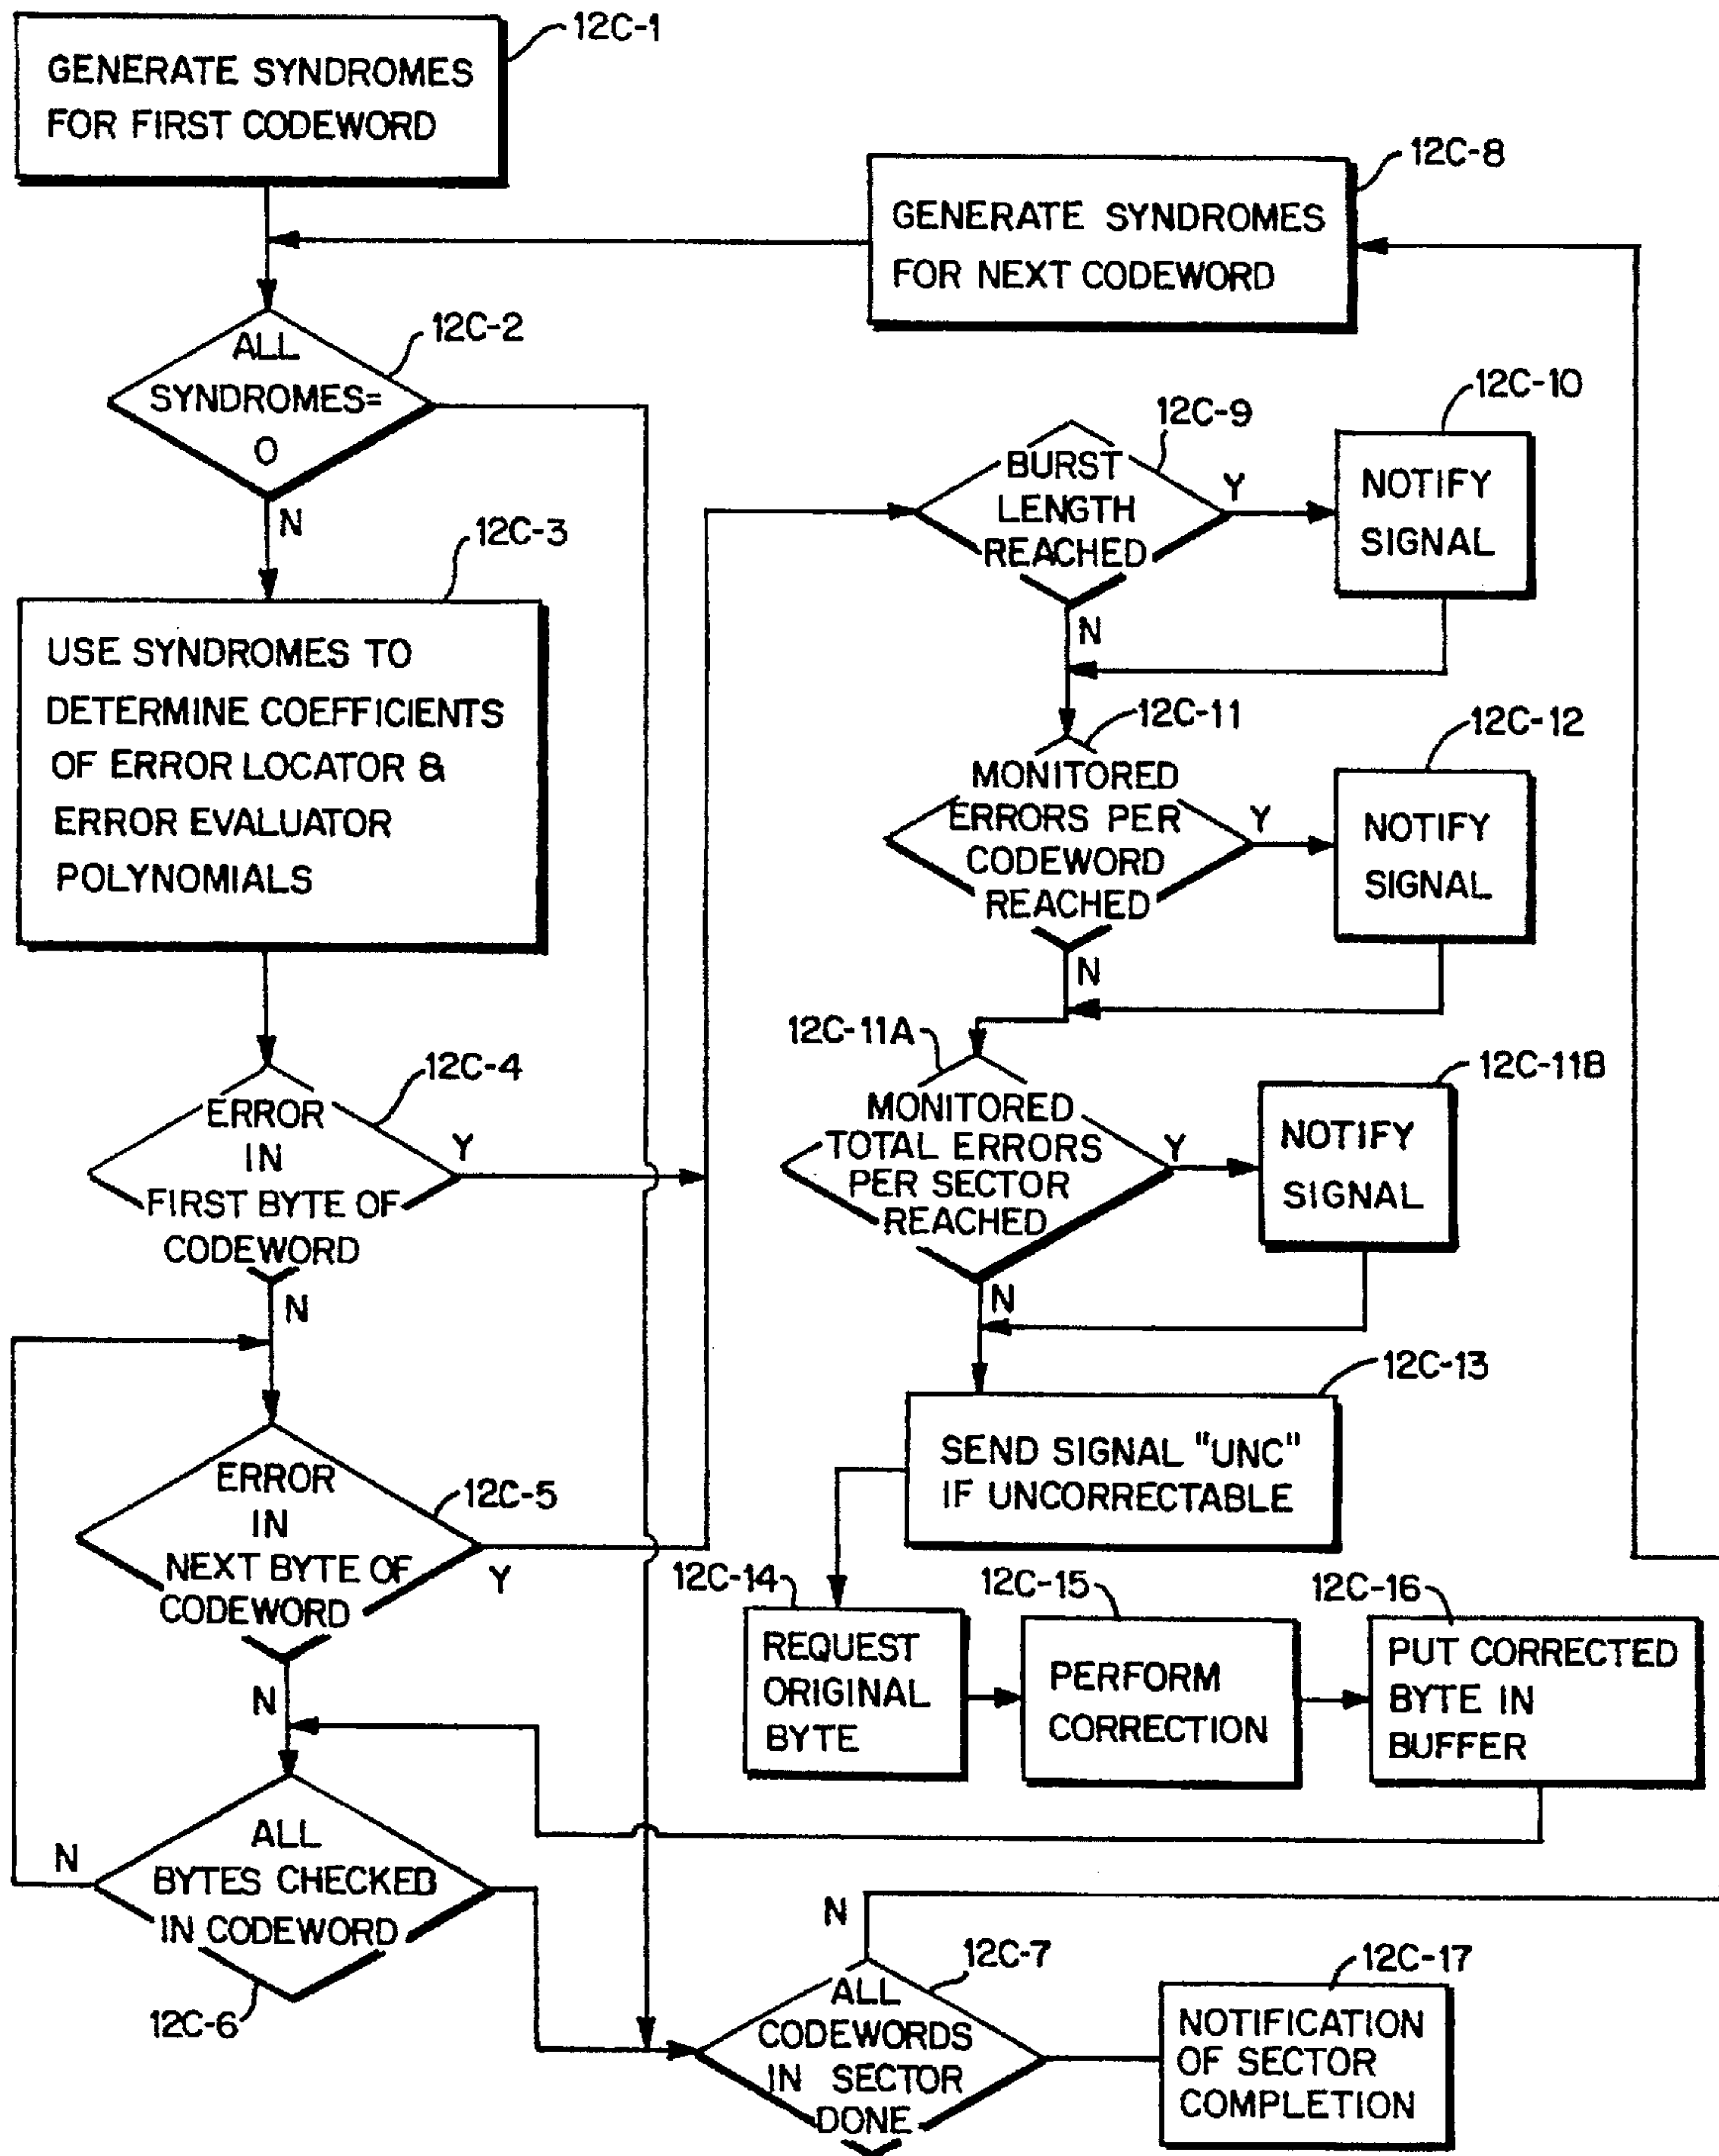 12C-1
GENERATE SYNDROMES
FOR FIRST CODEWORD
12C-8
GENERATE SYNDROMES
FOR NEXT CODEWORD
12C-2
ALL
SYNDROMES=
0
N
12C-3
USE SYNDROMES TO
DETERMINE COEFFICIENTS
OF ERROR LOCATOR &
ERROR EVALUATOR
POLYNOMIALS
12C-4
ERROR
IN
FIRST BYTE OF
CODEWORD
Y
N
12C-5
ERROR
IN
NEXT BYTE OF
CODEWORD
Y
N
ALL
BYTES CHECKED
IN CODEWORD
N
12C-6
12C-9
BURST
LENGTH
REACHED
Y
N
12C-10
NOTIFY
SIGNAL
12C-11
MONITORED
ERRORS PER
CODEWORD
REACHED
Y
N
12C-12
NOTIFY
SIGNAL
12C-11A
MONITORED
TOTAL ERRORS
PER SECTOR
REACHED
Y
N
12C-11B
NOTIFY
SIGNAL
12C-13
SEND SIGNAL "UNC"
IF UNCORRECTABLE
12C-14
REQUEST
ORIGINAL
BYTE
12C-15
PERFORM
CORRECTION
12C-16
PUT CORRECTED
BYTE IN
BUFFER
N
12C-7
ALL
CODEWORDS
IN SECTOR
DONE
12C-17
NOTIFICATION
OF SECTOR
COMPLETION